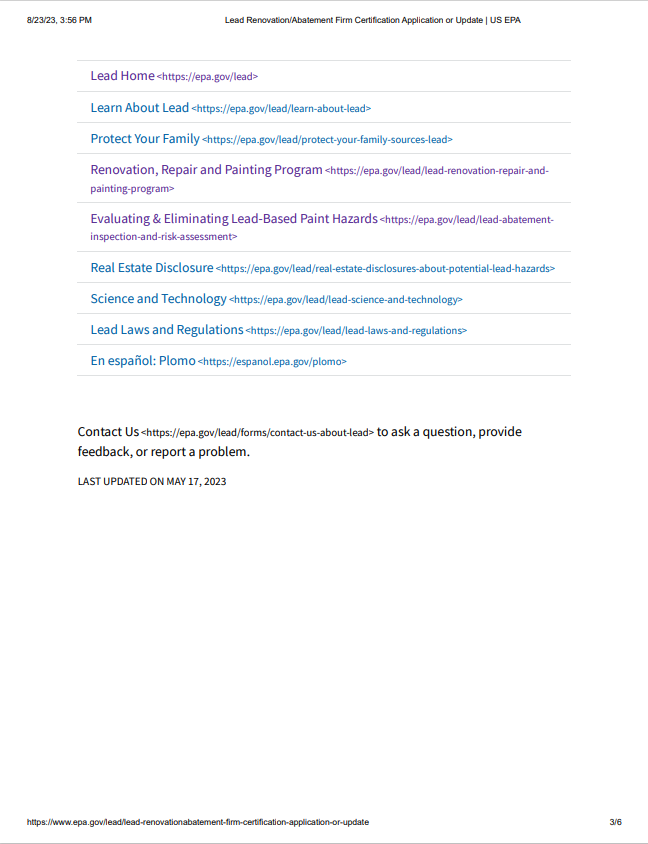 8/23/23, 3:56 PM Lead Renovation/Abatement Firm Certification Application or Update | US EPA
Lead Home <https://epa.gov/lead>
Learn About Lead <https://epa.gov/lead/learn-about-lead>
Protect Your Family <https://epa.gov/lead/protect-your-family-sources-lead>
Renovation, Repair and Painting Program <https://epa.gov/lead/lead-renovation-repair-and-
painting-program>
Evaluating & Eliminating Lead-Based Paint Hazards <https://epa.gov/lead/lead-abatement-
inspection-and-risk-assessment>
Real Estate Disclosure <https://epa.gov/lead/real-estate-disclosures-about-potential-lead-hazards>
Science and Technology <https://epa.gov/lead/lead-science-and-technology>
Lead Laws and Regulations <https://epa.gov/lead/lead-laws-and-regulations>
En español: Plomo <https://espanol.epa.gov/plomo>
Contact Us <https://epa.gov/lead/forms/contact-us-about-lead> to ask a question, provide
feedback, or report a problem.
LAST UPDATED ON MAY 17, 2023
https://www.epa.gov/lead/lead-renovationabatement-firm-certification-application-or-update 3/6